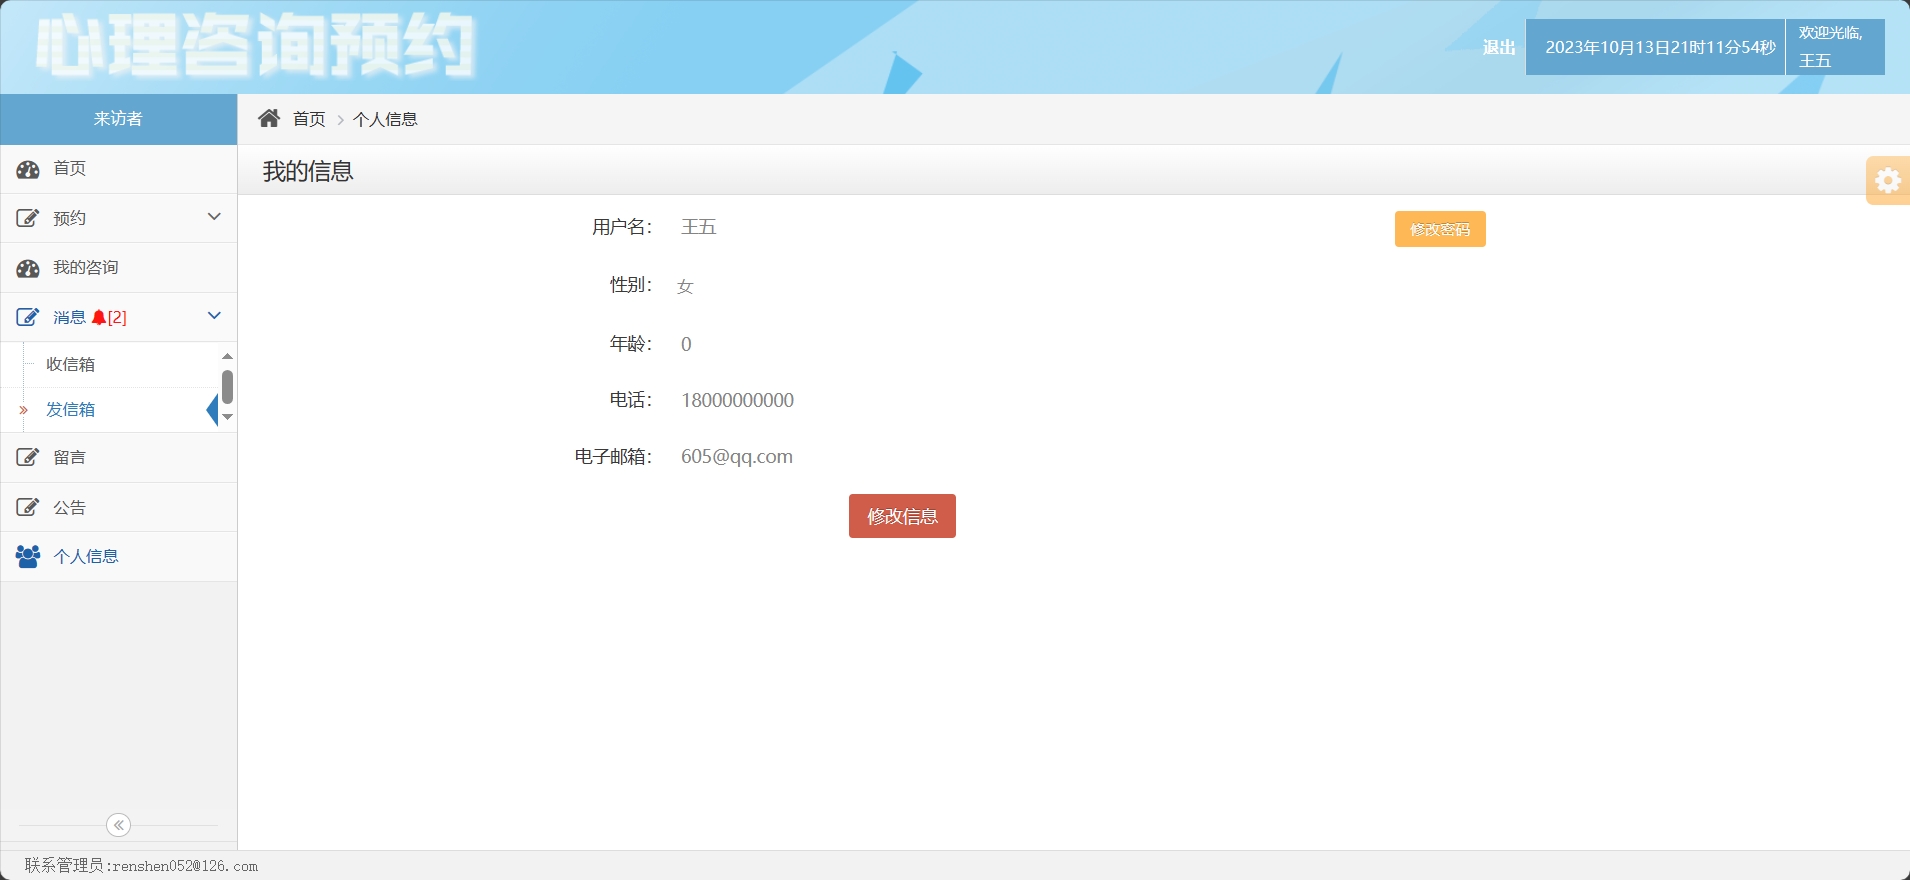 心理咨询预约
退出
2023年10月13日21时11分54秒
欢迎光临,
王五
来访者
首页
个人信息
首页
预约
我的咨询
消息 [2]
收信箱
发信箱
留言
公告
个人信息
我的信息
用户名: 王五
修改密码
性别: 女
年龄: 0
电话: 18000000000
电子邮箱: 605@qq.com
修改信息
联系管理员:renshen052@126.com